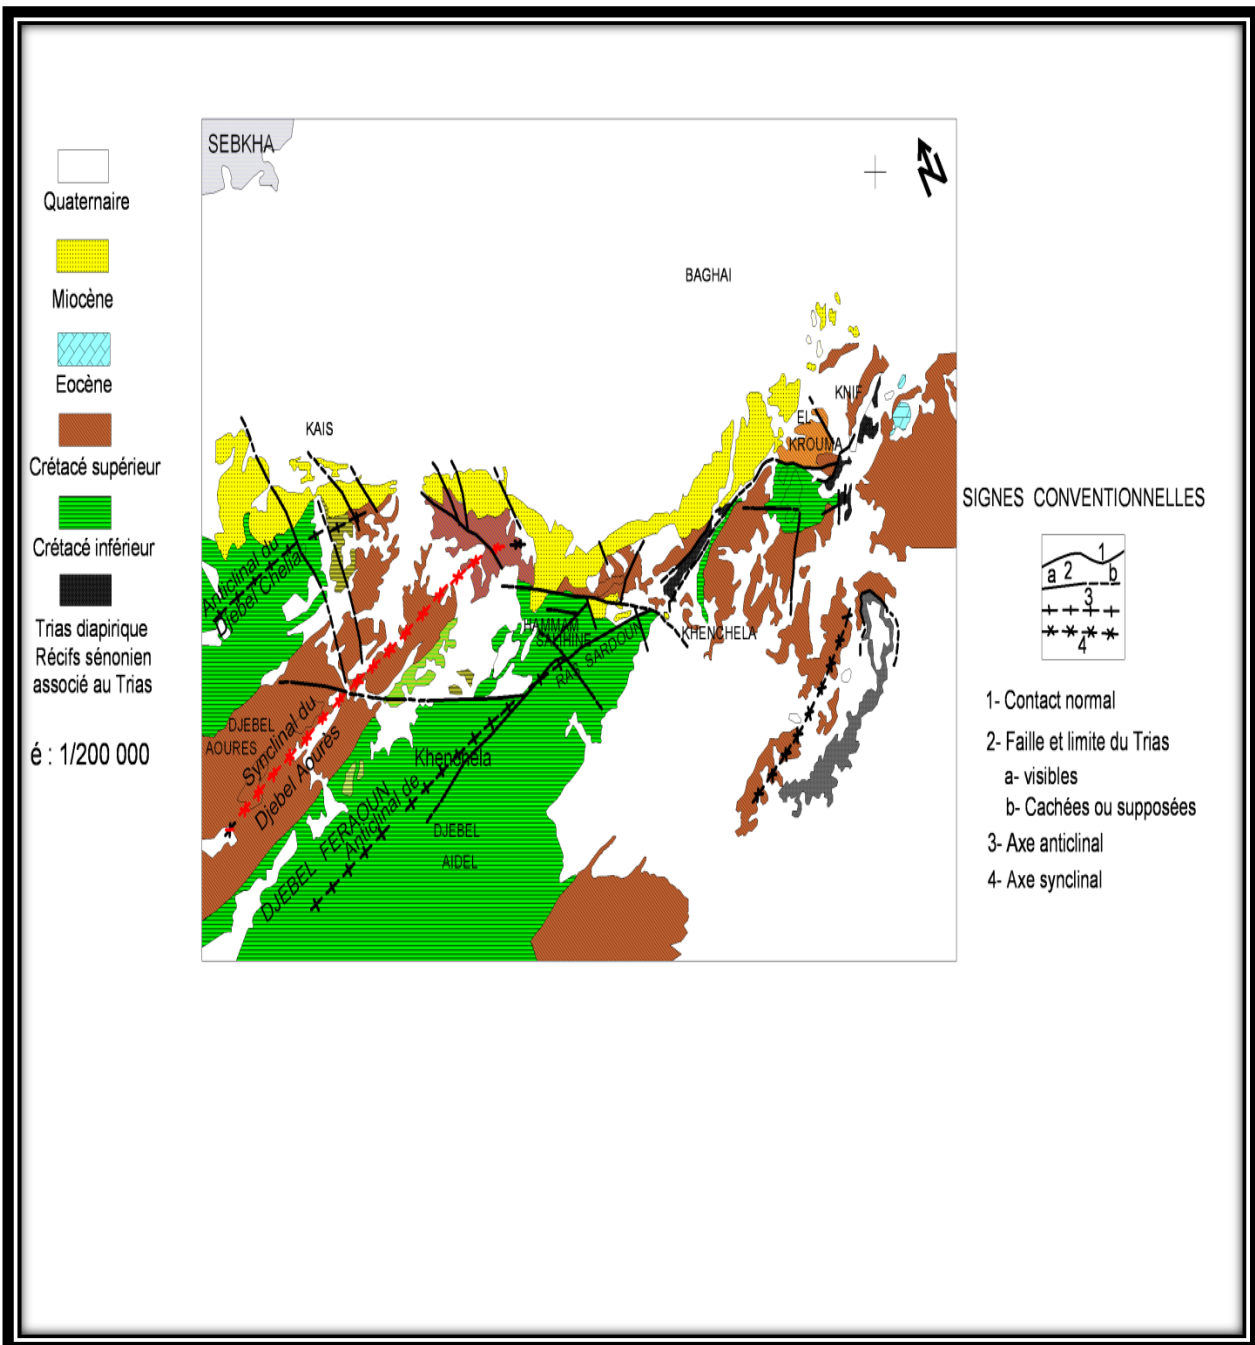 Quaternaire
Miocène
Eocène
Crétacé supérieur
Crétacé inférieur
Trias diapirique
Récifs sénonien
associé au Trias
é : 1/200 000
SEBKHA
N
BAGHAI
KAIS
KNIF
EL
KROUMA
Anticlinal du
Djebel Chelia
HAMMAM
RAS SARDOUN
KHENCHELA
DJEBEL
AOURES
Synclinal du
Djebel Aourès
Khenchela
Anticlinal de
DJEBEL FERAOUN
DJEBEL
AIDEL
SIGNES CONVENTIONNELLES
1
a 2 b
3
4
1- Contact normal
2- Faille et limite du Trias
a- visibles
b- Cachées ou supposées
3- Axe anticlinal
4- Axe synclinal